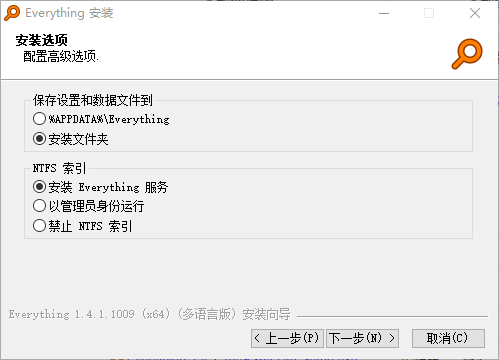 Everything 安装
安装选项
配置高级选项.
保存设置和数据文件到
%APPDATA%\Everything
安装文件夹
NTFS 索引
安装 Everything 服务
以管理员身份运行
禁止 NTFS 索引
Everything 1.4.1.1009 (x64) (多语言版) 安装向导
< 上一步(P) 下一步(N) > 取消(C)